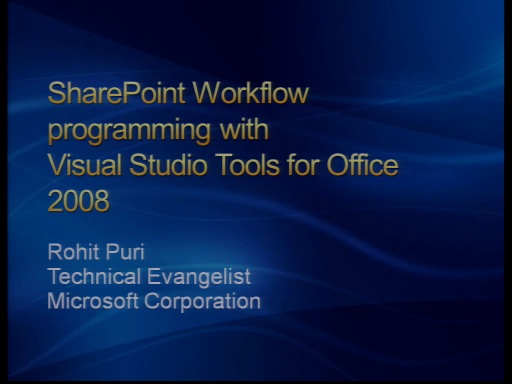 SharePoint Workflow
programming with
Visual Studio Tools for Office
2008
Rohit Puri
Technical Evangelist
Microsoft Corporation